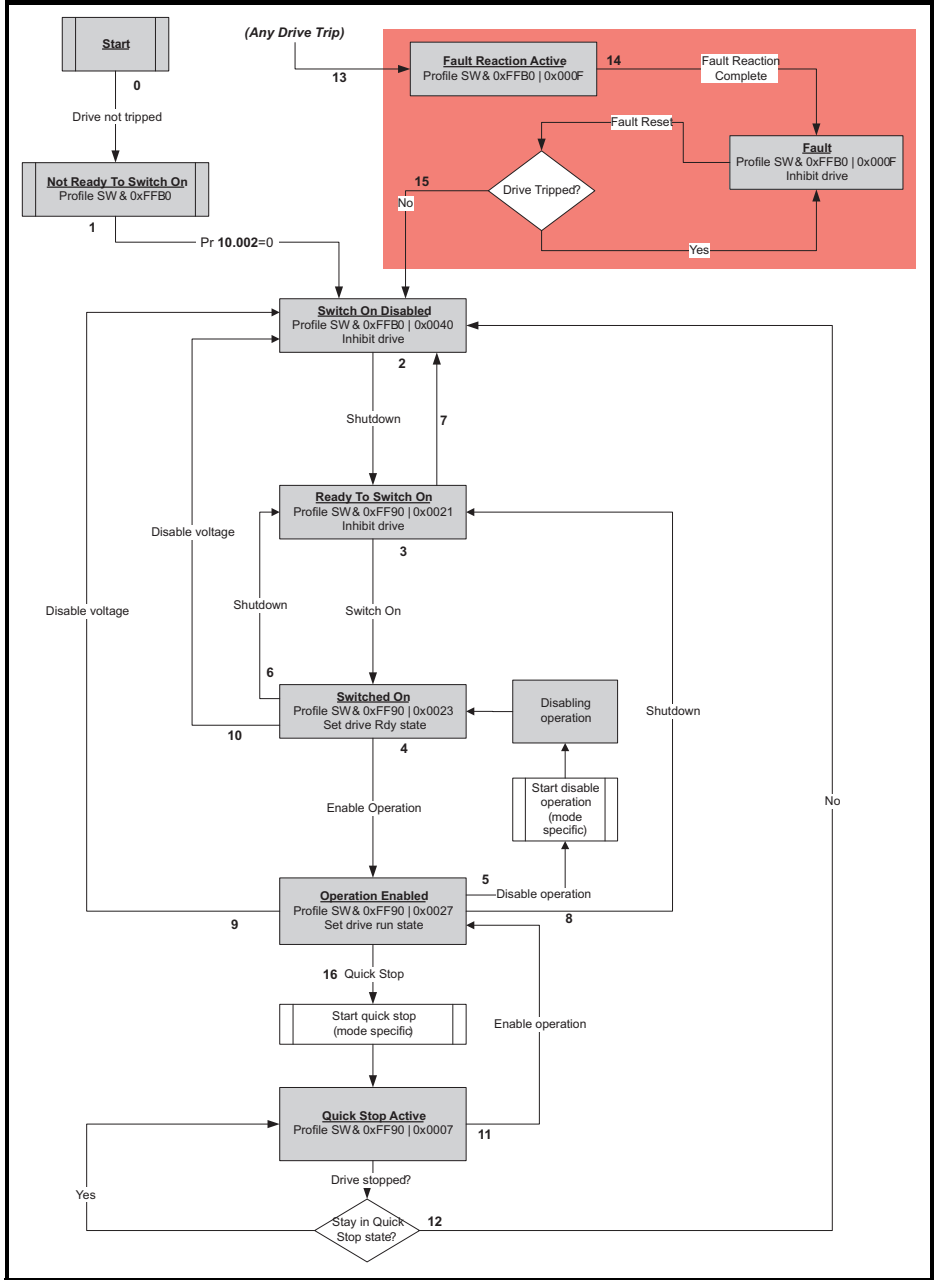 Start
0
Drive not tripped
Not Ready To Switch On
Profile SW & 0xFFB0
1
Pr 10.002=0
(Any Drive Trip)
13
Fault Reaction Active
Profile SW & 0xFFB0 | 0x000F
14
Fault Reaction
Complete
Fault Reset
Fault
Profile SW & 0xFFB0 | 0x000F
Inhibit drive
Drive Tripped?
15
No
Yes
Switch On Disabled
Profile SW & 0xFFB0 | 0x0040
Inhibit drive
2
Shutdown
7
Ready To Switch On
Profile SW & 0xFF90 | 0x0021
Inhibit drive
3
Disable voltage
Disable voltage
Shutdown
Switch On
6
Switched On
Profile SW & 0xFF90 | 0x0023
Set drive Rdy state
10
4
Disabling
operation
Shutdown
Start disable
operation
(mode
specific)
No
Enable Operation
5
Disable operation
Operation Enabled
Profile SW & 0xFF90 | 0x0027
Set drive run state
9
8
16 Quick Stop
Start quick stop
(mode specific)
Enable operation
Quick Stop Active
Profile SW & 0xFF90 | 0x0007
11
Drive stopped?
Yes
Stay in Quick
Stop state?
12